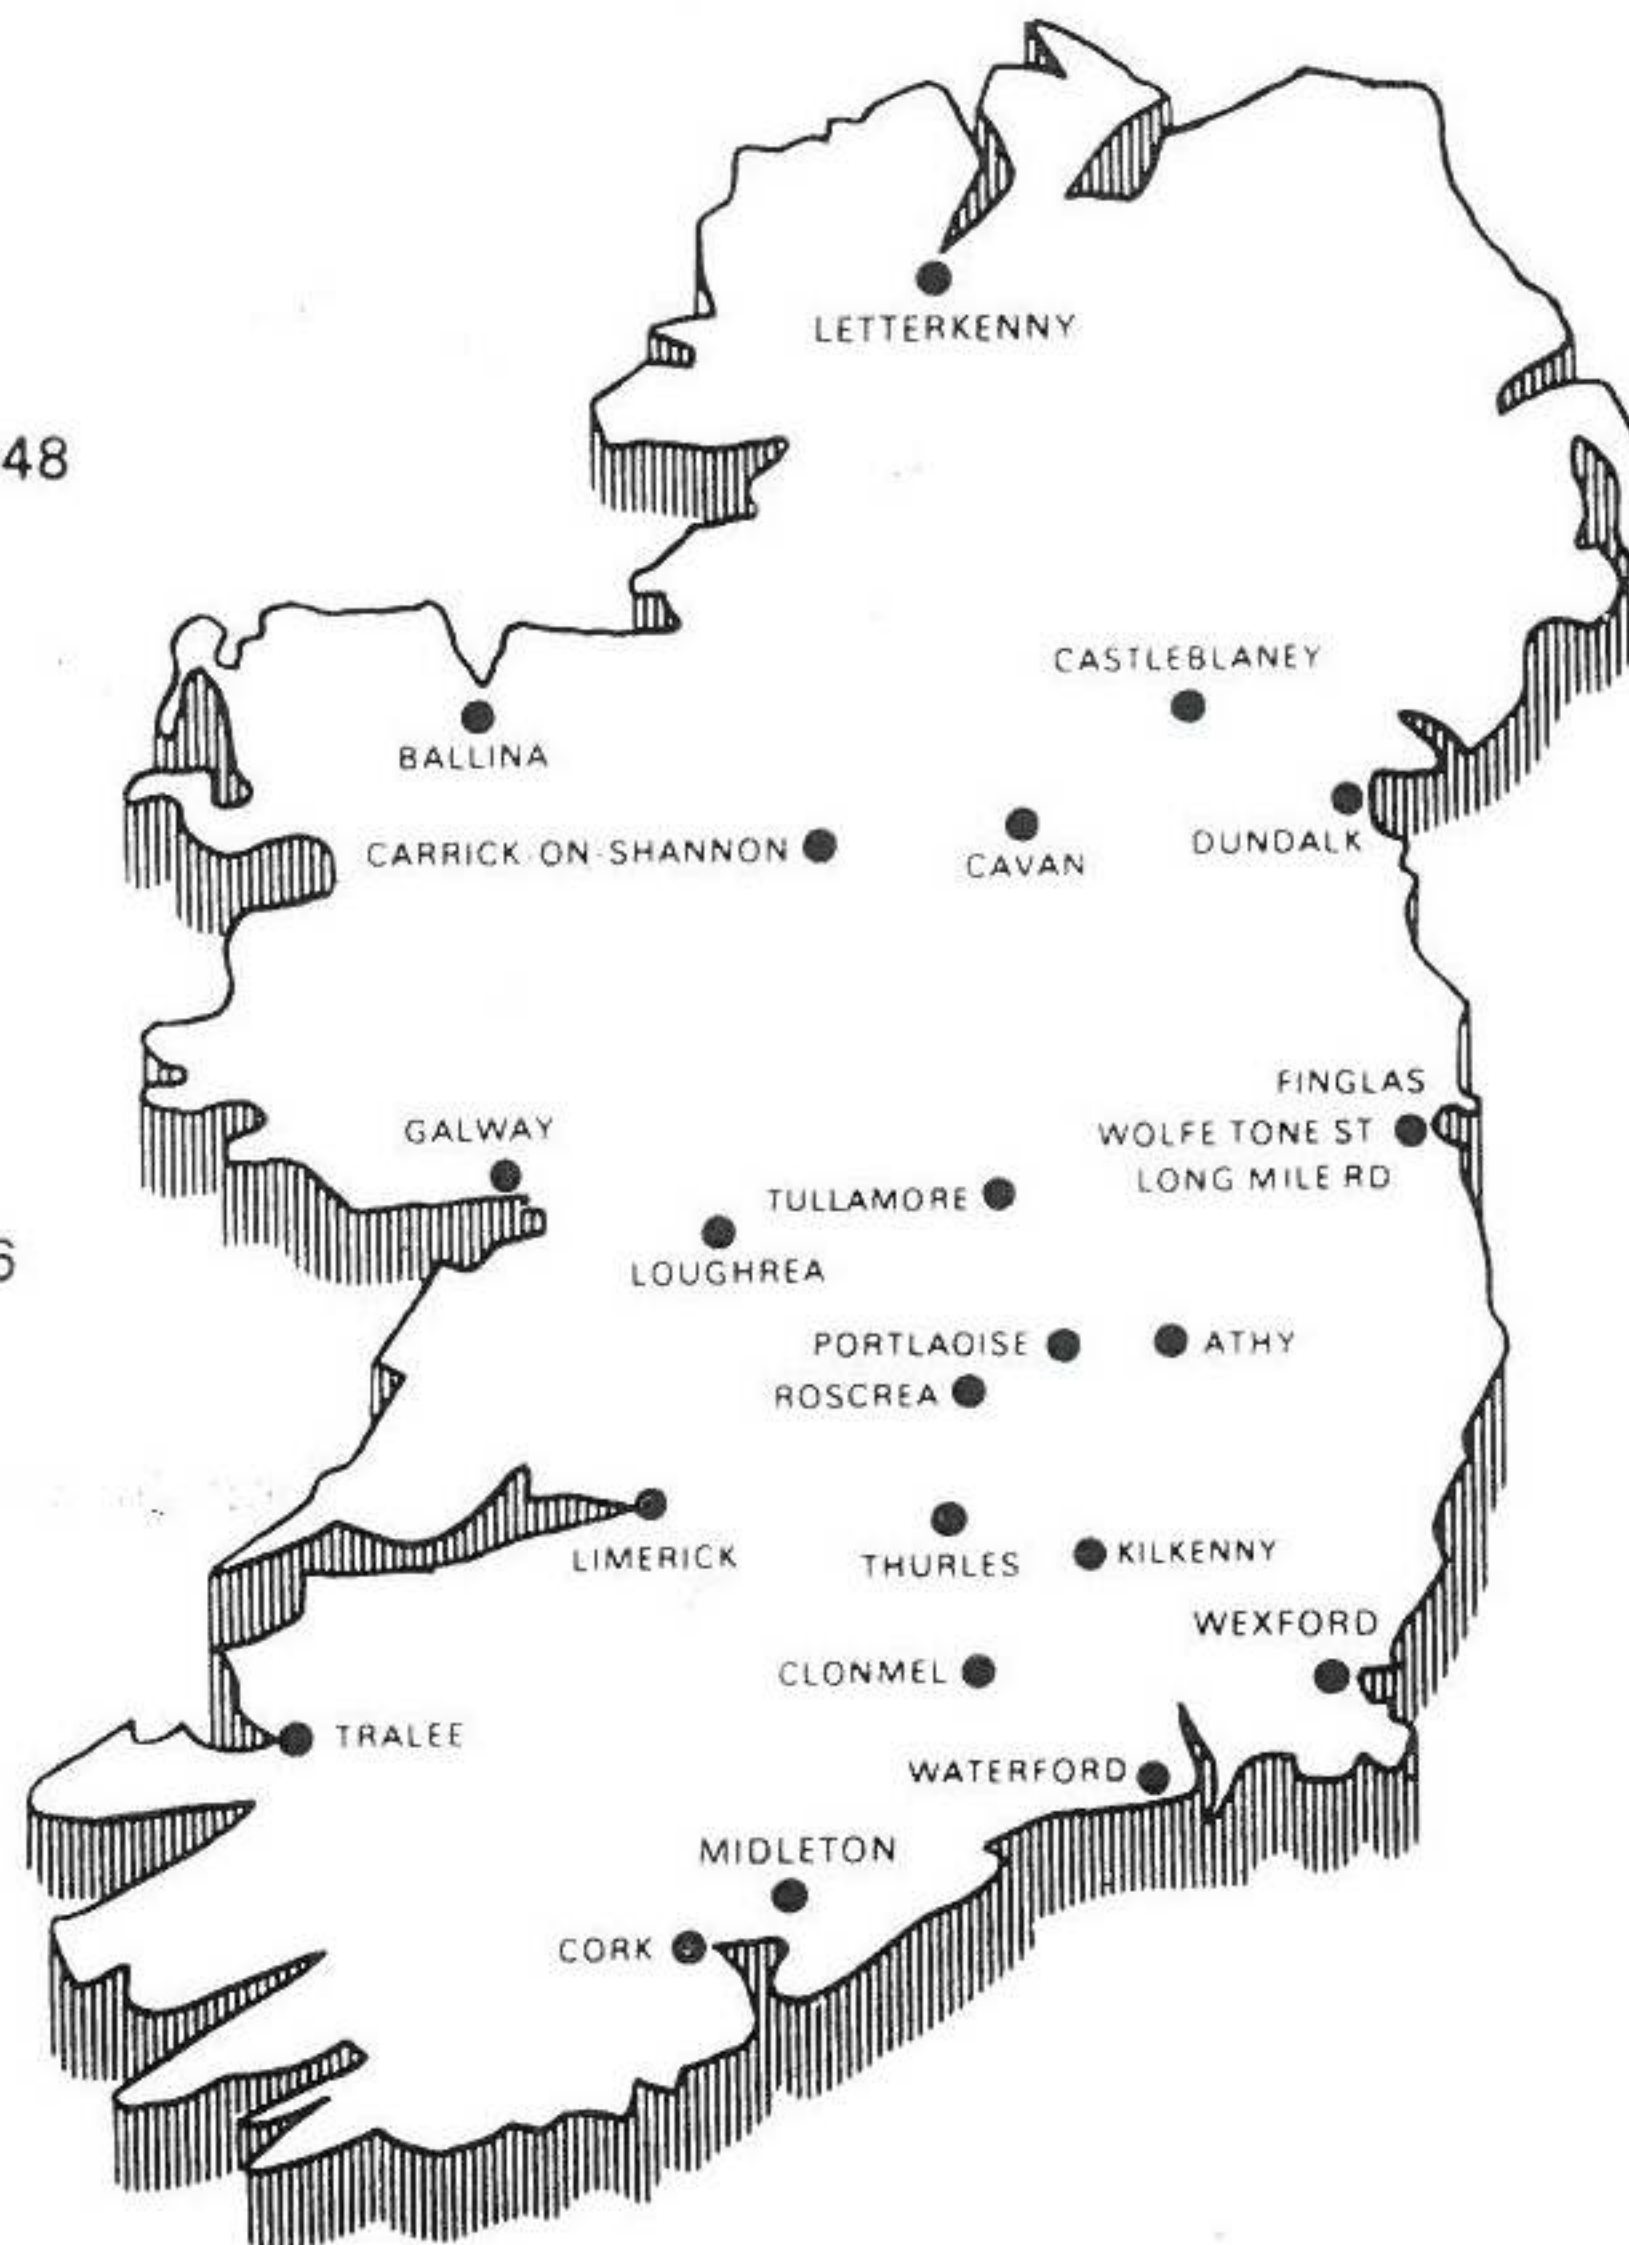 LETTERKENNY
48
CASTLEBLANEY
BALLINA
CARRICK-ON-SHANNON
CAVAN
DUNDALK
FINGLAS
GALWAY
WOLFE TONE ST
LONG MILE RD
TULLAMORE
6
LOUGHREA
PORTLAOISE
ATHY
ROSCREA
LIMERICK
THURLES
KILKENNY
WEXFORD
CLONMEL
TRALEE
WATERFORD
MIDLETON
CORK